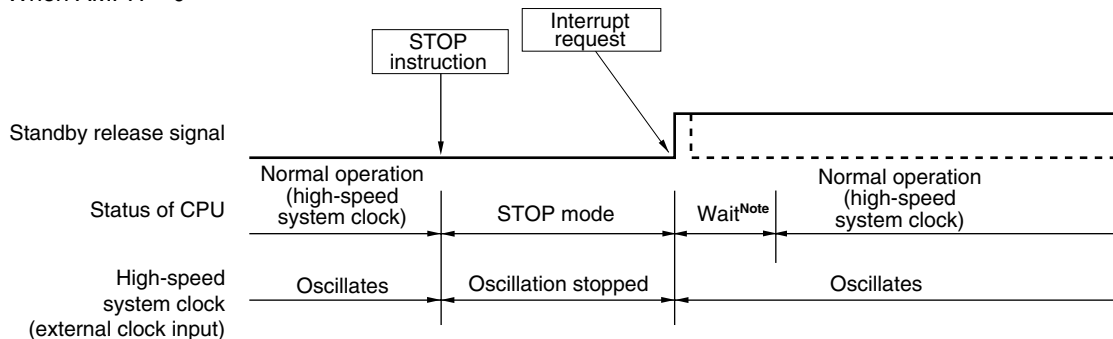 STOP
instruction
Interrupt
request
Standby release signal
Status of CPU
Normal operation
(high-speed
system clock)
STOP mode
Wait Note
Normal operation
(high-speed
system clock)
High-speed
system clock
(external clock input)
Oscillates
Oscillation stopped
Oscillates